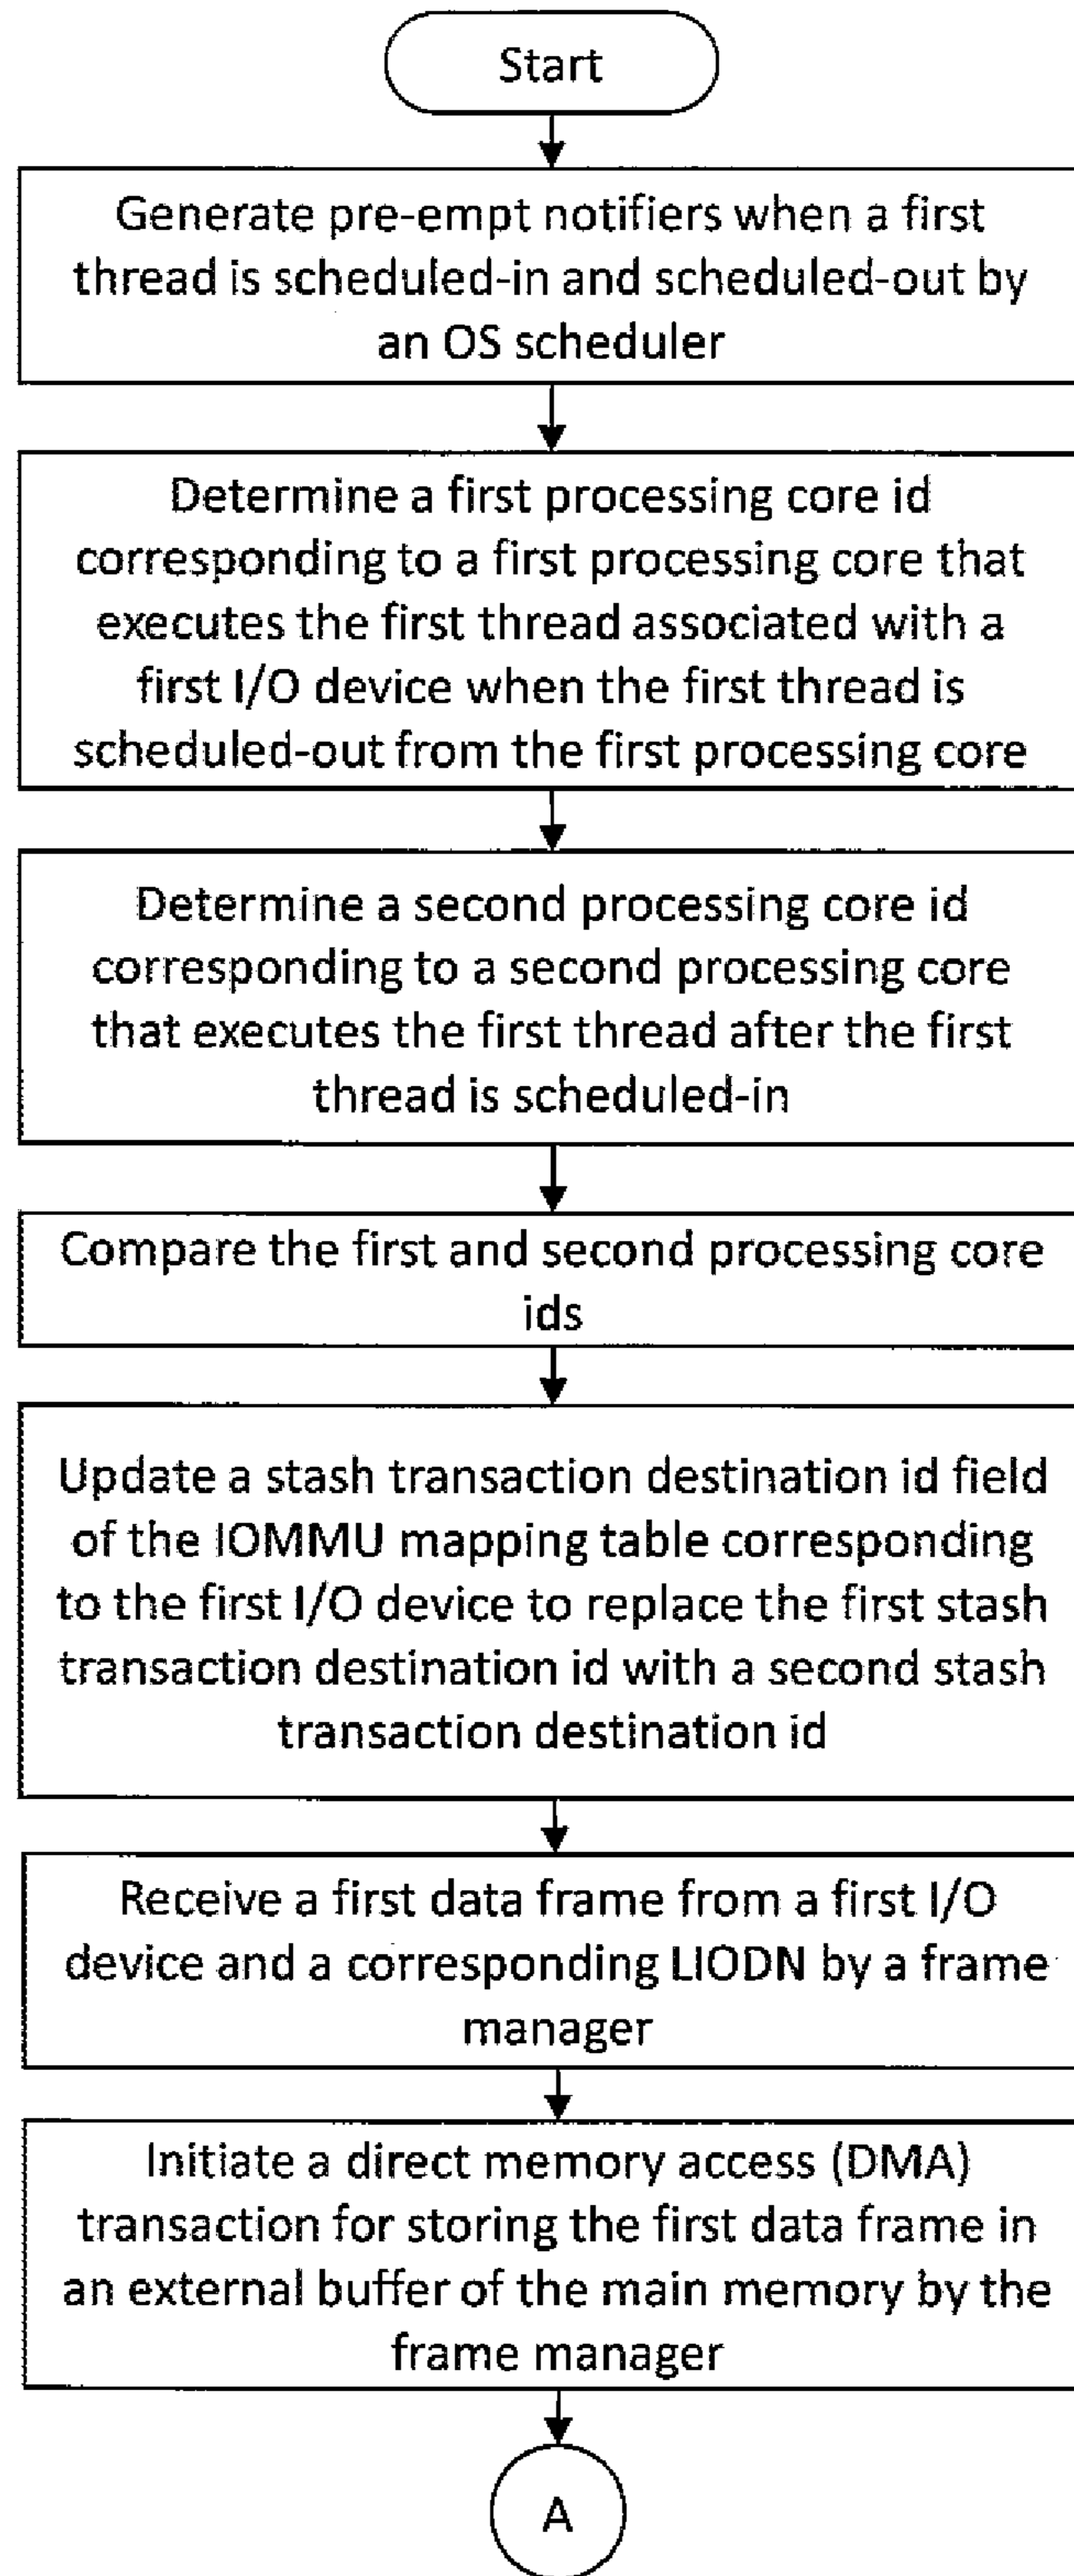 Start
Generate pre-empt notifiers when a first
thread is scheduled-in and scheduled-out by
an OS scheduler
Determine a first processing core id
corresponding to a first processing core that
executes the first thread associated with a
first I/O device when the first thread is
scheduled-out from the first processing core
Determine a second processing core id
corresponding to a second processing core
that executes the first thread after the first
thread is scheduled-in
Compare the first and second processing core
ids
Update a stash transaction destination id field
of the IOMMU mapping table corresponding
to the first I/O device to replace the first stash
transaction destination id with a second stash
transaction destination id
Receive a first data frame from a first I/O
device and a corresponding LIODN by a frame
manager
Initiate a direct memory access (DMA)
transaction for storing the first data frame in
an external buffer of the main memory by the
frame manager
A